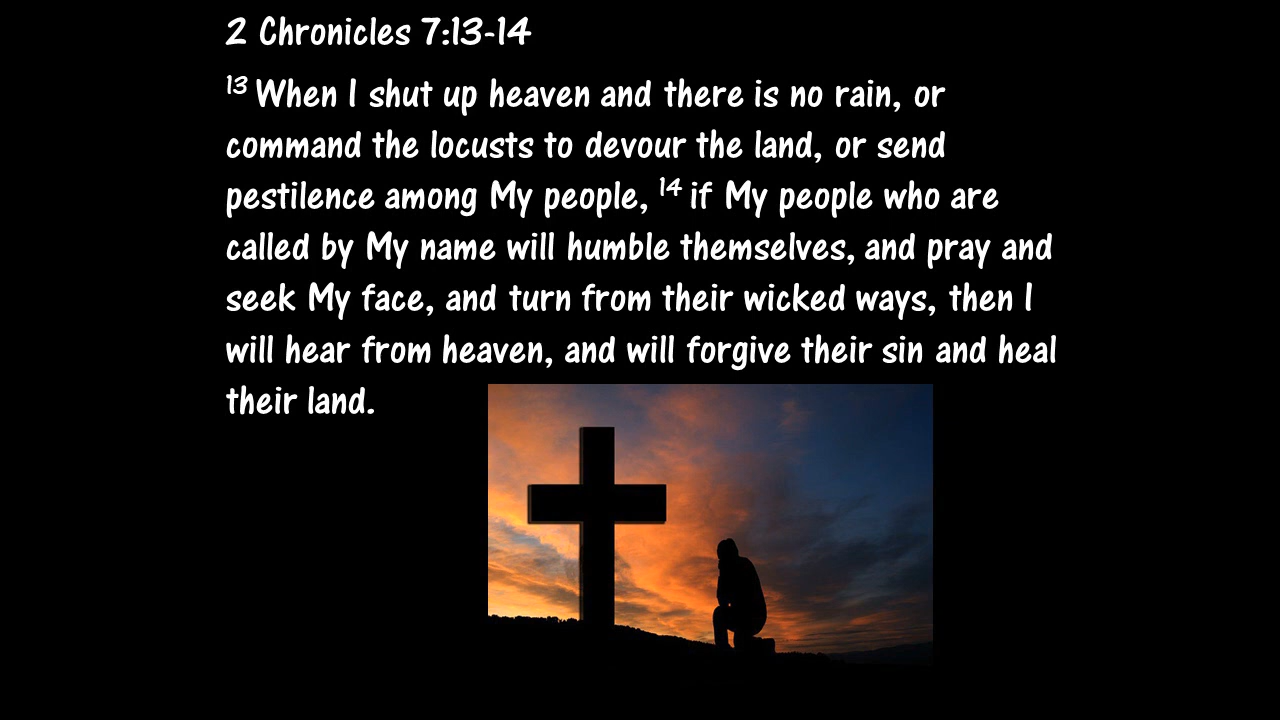 2 Chronicles 7:13-14
13 When I shut up heaven and there is no rain, or
command the locusts to devour the land, or send
pestilence among My people, 14 if My people who are
called by My name will humble themselves, and pray and
seek My face, and turn from their wicked ways, then I
will hear from heaven, and will forgive their sin and heal
their land.